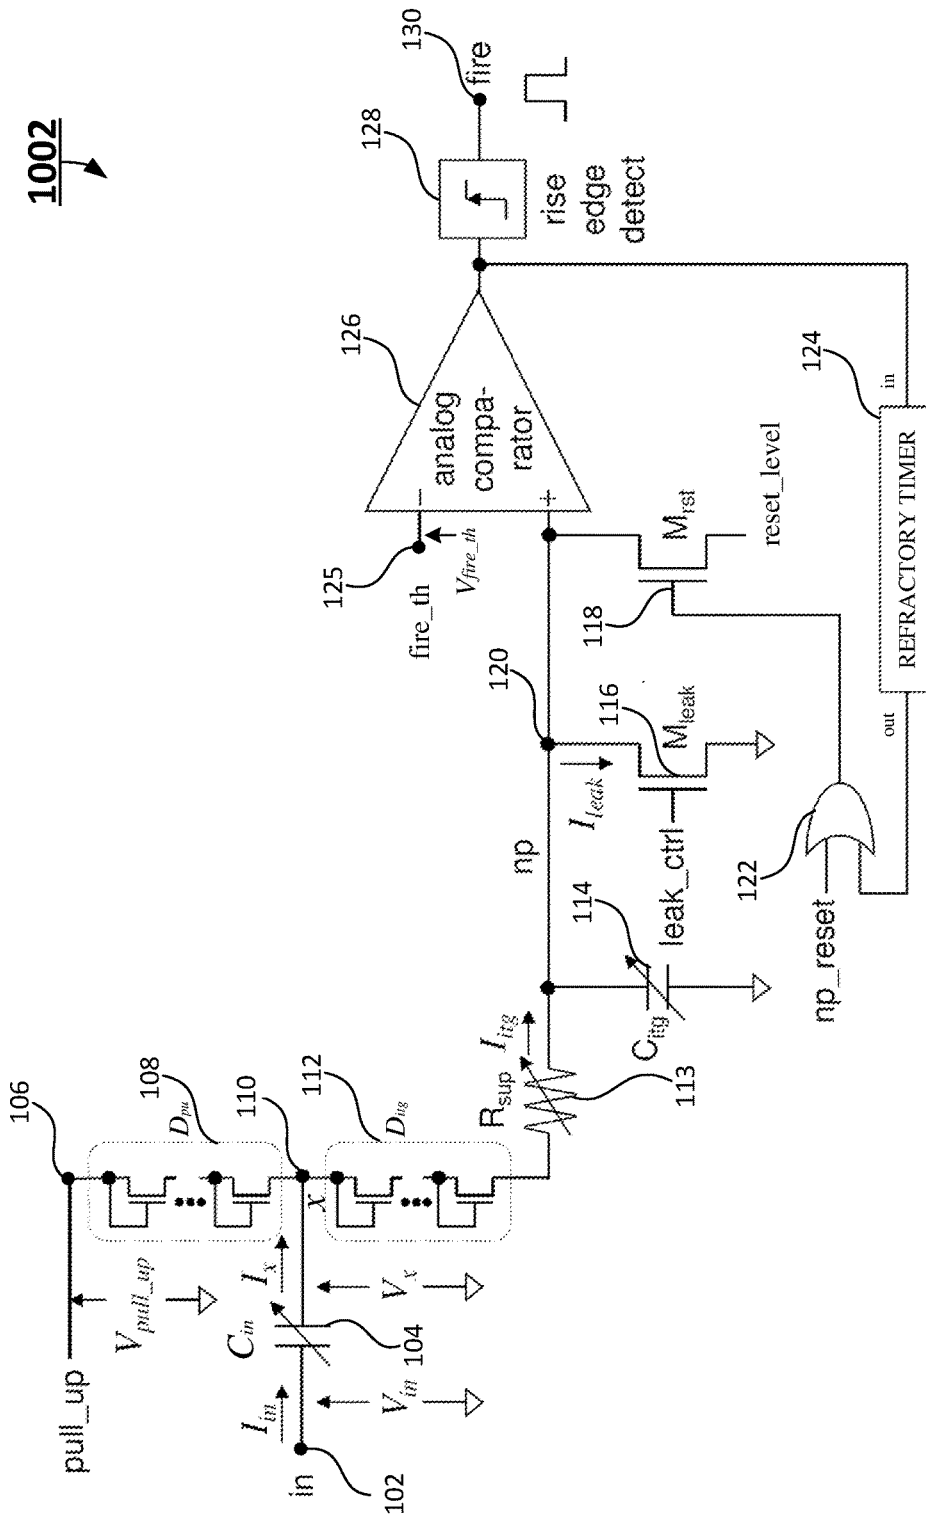 1002
106
pull_up
V_pull_up
108
D_pu
110
x
112
D_itg
in
102
I_in
V_in
C_in
104
I_x
V_x
R_sup
113
I_itg
C_itg
114
np
120
I_leak
leak_ctrl
116
M_leak
np_reset
122
118
M_rst
reset_level
125
fire_th
V_fire_th
126
analog
compa-
rator
−
+
128
rise
edge
detect
130
fire
124
REFRACTORY TIMER
in
out